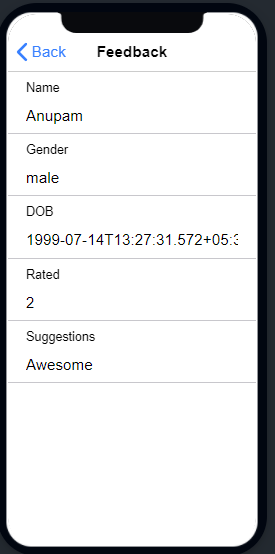 Back Feedback
Name
Anupam
Gender
male
DOB
1999-07-14T13:27:31.572+05:3
Rated
2
Suggestions
Awesome